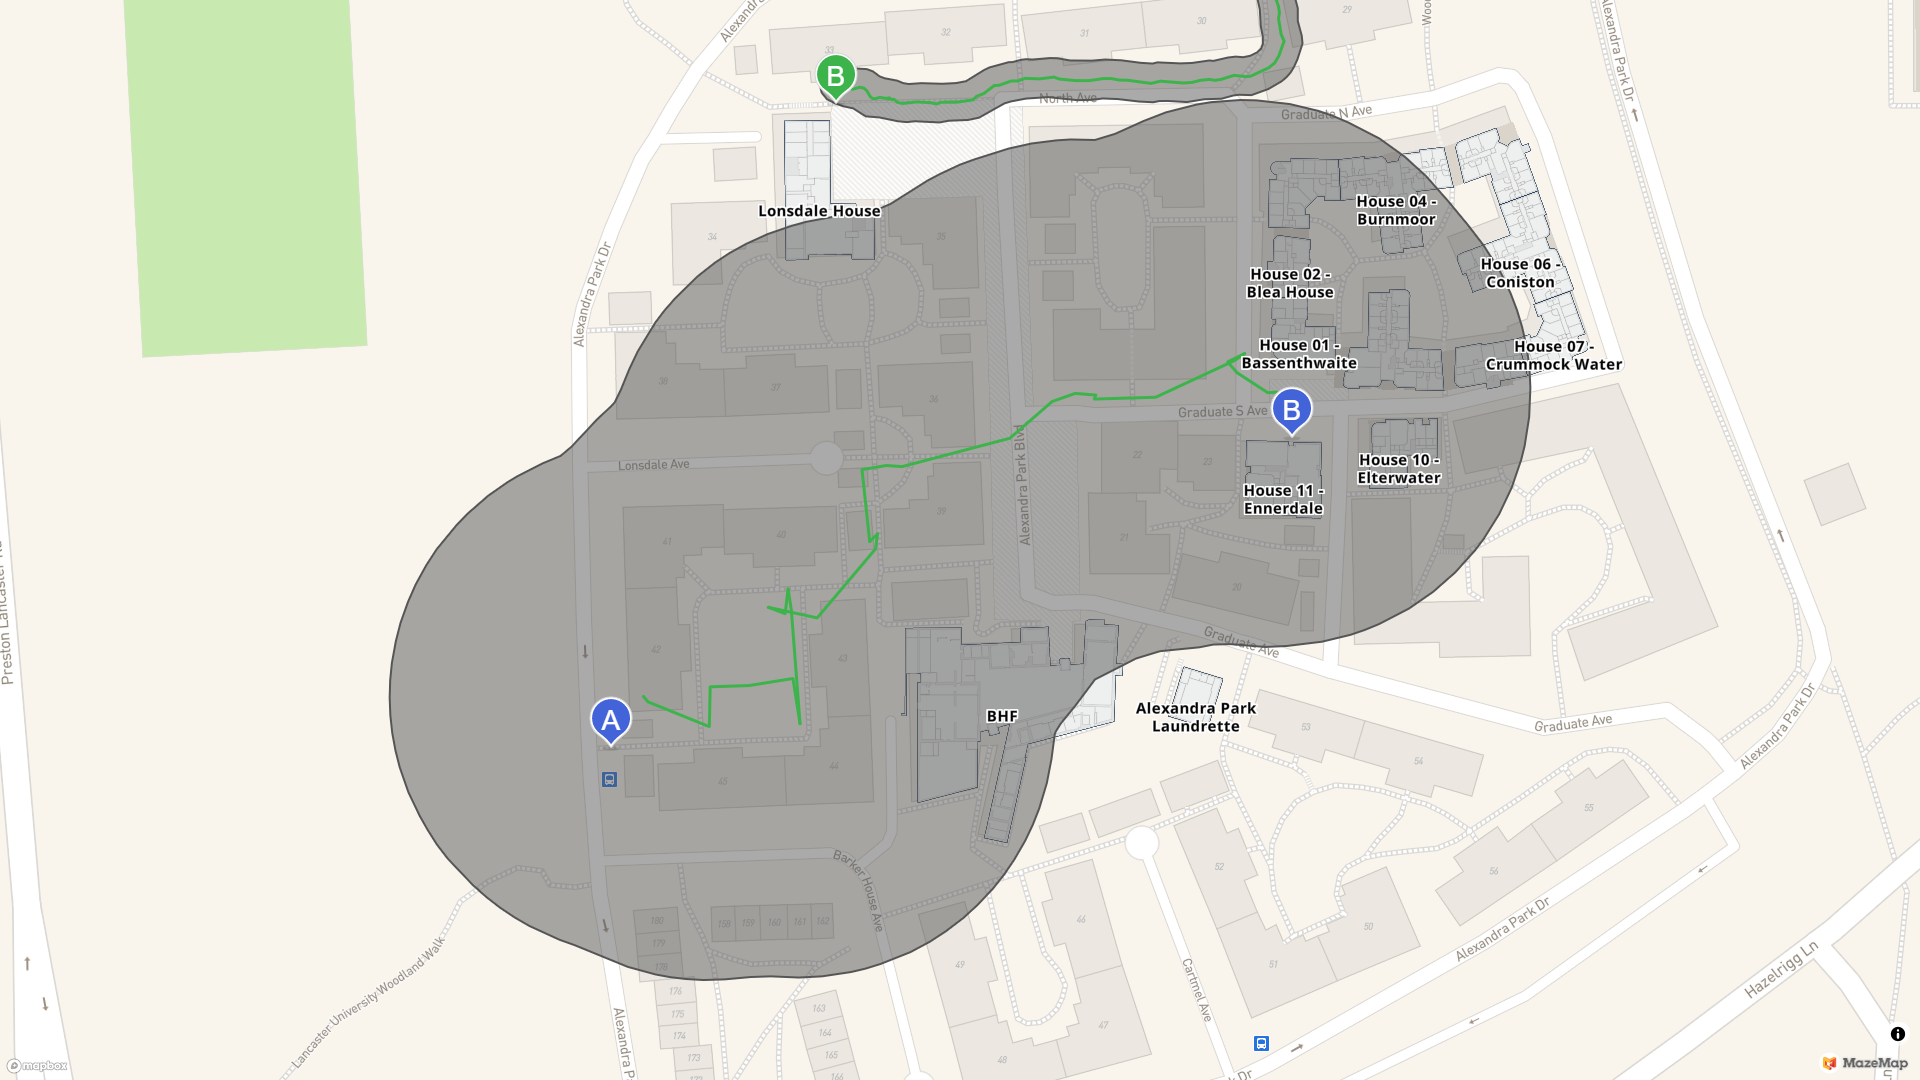 Alexandra
33
32
31
30
29
Woo
Alexandra Park Dr
B
North Ave
Graduate N Ave
Lonsdale House
34
35
House 04 -
Burnmoor
House 06 -
Coniston
House 02 -
Blea House
Alexandra Park Dr
House 01 -
Bassenthwaite
House 07 -
Crummock Water
38
37
36
Graduate S Ave
B
Lonsdale Ave
Alexandra Park Blvd
22
23
House 10 -
Elterwater
House 11 -
Ennerdale
39
41
40
21
20
Preston Lancaster Rd
42
43
Graduate Ave
A
BHF
Alexandra Park
Laundrette
Graduate Ave
Alexandra Park Dr
53
54
45
44
55
52
56
Barker House Ave
180
179
178
158
159
160
161
162
46
50
Alexandra Park Dr
Lancaster University Woodland Walk
49
51
Cartmel Ave
Hazelrigg Ln
176
175
174
173
172
163
164
165
166
47
48
Alexandra P
k Dr
Ln
mapbox
MazeMap